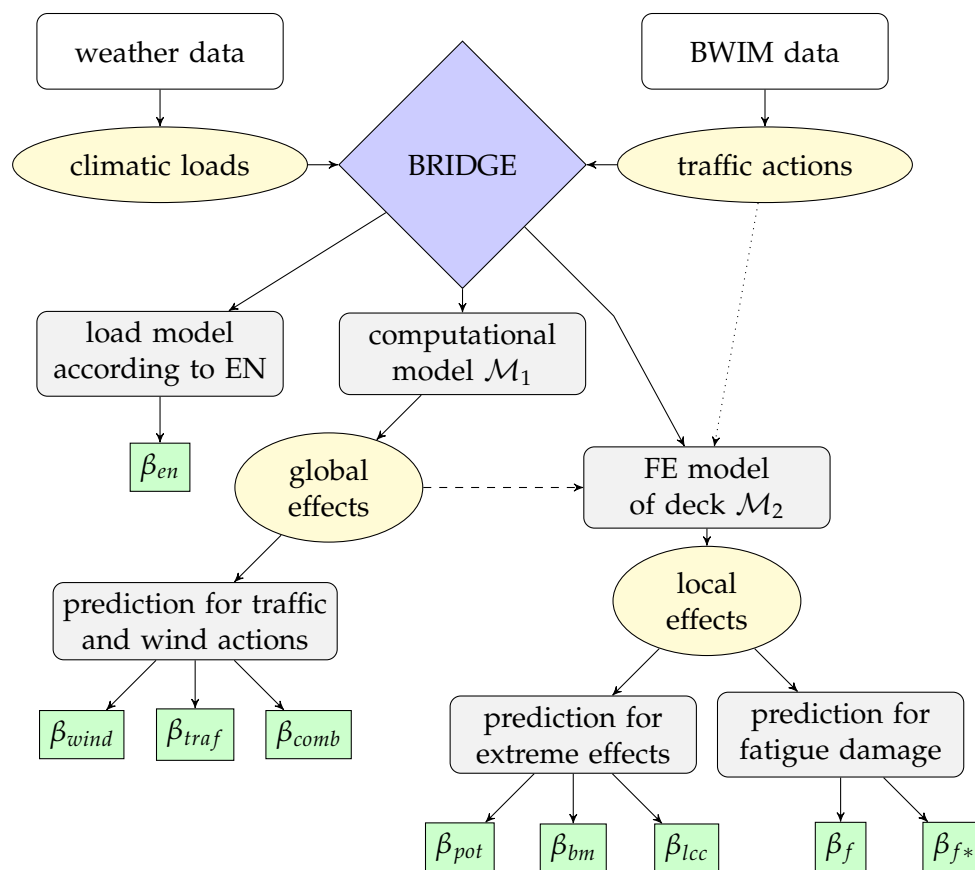 weather data
BWIM data
climatic loads
BRIDGE
traffic actions
load model
according to EN
computational
model ℳ₁
β_en
global
effects
FE model
of deck ℳ₂
prediction for traffic
and wind actions
local
effects
β_wind
β_traf
β_comb
prediction for
extreme effects
prediction for
fatigue damage
β_pot
β_bm
β_lcc
β_f
β_f*